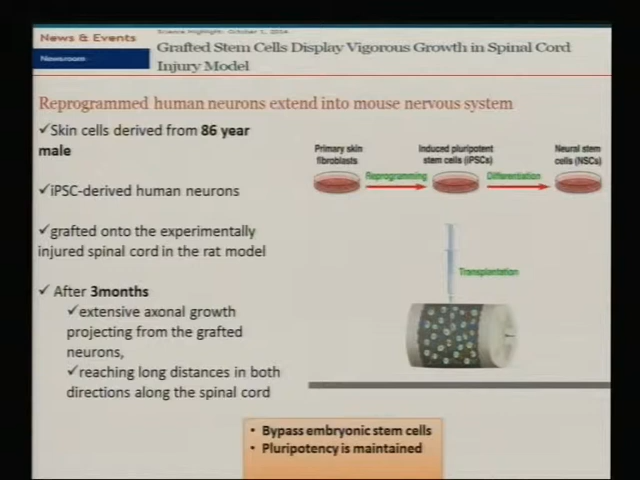 News & Events
Science Highlight: October 1, 2014
Newsroom
Grafted Stem Cells Display Vigorous Growth in Spinal Cord
Injury Model
Reprogrammed human neurons extend into mouse nervous system
✓Skin cells derived from 86 year
male
✓iPSC-derived human neurons
✓grafted onto the experimentally
injured spinal cord in the rat model
✓ After 3months
✓extensive axonal growth
projecting from the grafted
neurons,
✓reaching long distances in both
directions along the spinal cord
Primary skin
fibroblasts
Reprogramming
Induced pluripotent
stem cells (iPSCs)
Differentiation
Neural stem
cells (NSCs)
Transplantation
• Bypass embryonic stem cells
• Pluripotency is maintained